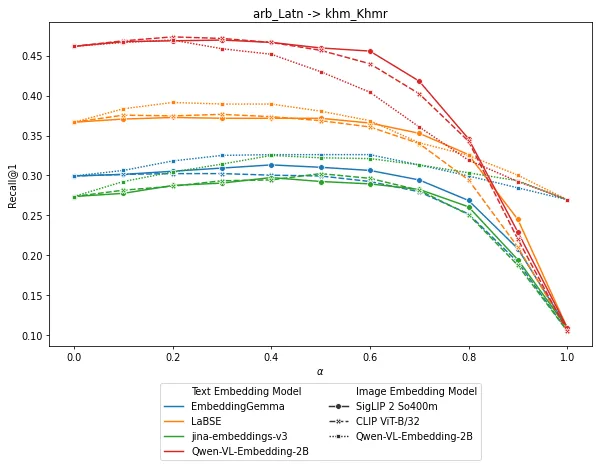 arb_Latn -> khm_Khmr
Recall@1
0.45
0.40
0.35
0.30
0.25
0.20
0.15
0.10
0.0 0.2 0.4 0.6 0.8 1.0
α
Text Embedding Model
EmbeddingGemma
LaBSE
jina-embeddings-v3
Qwen-VL-Embedding-2B
Image Embedding Model
SigLIP 2 So400m
CLIP ViT-B/32
Qwen-VL-Embedding-2B